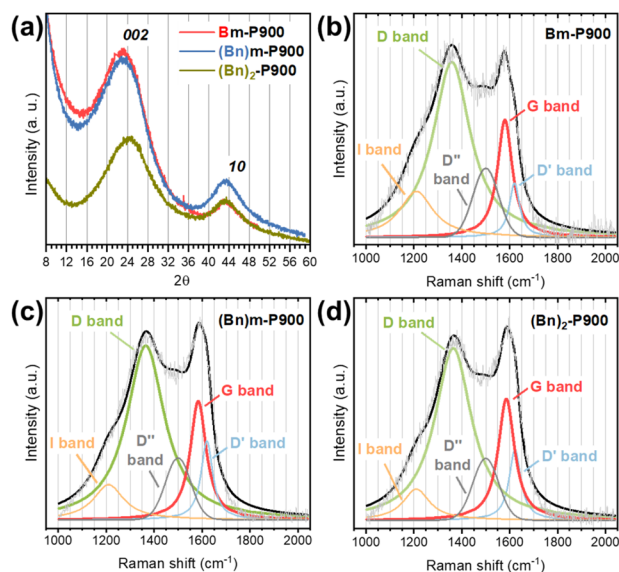 (a)
002
Bm-P900
(Bn)m-P900
(Bn)₂-P900
10
Intensity (a. u.)
8 12 16 20 24 28 32 36 40 44 48 52 56 60
2θ
(b)
Bm-P900
D band
G band
I band
D''
band
D' band
Intensity (a.u.)
1000 1200 1400 1600 1800 2000
Raman shift (cm⁻¹)
(c)
(Bn)m-P900
D band
G band
I band
D''
band
D' band
Intensity (a.u.)
1000 1200 1400 1600 1800 2000
Raman shift (cm⁻¹)
(d)
(Bn)₂-P900
D band
G band
I band
D''
band
D' band
Intensity (a.u.)
1000 1200 1400 1600 1800 2000
Raman shift (cm⁻¹)